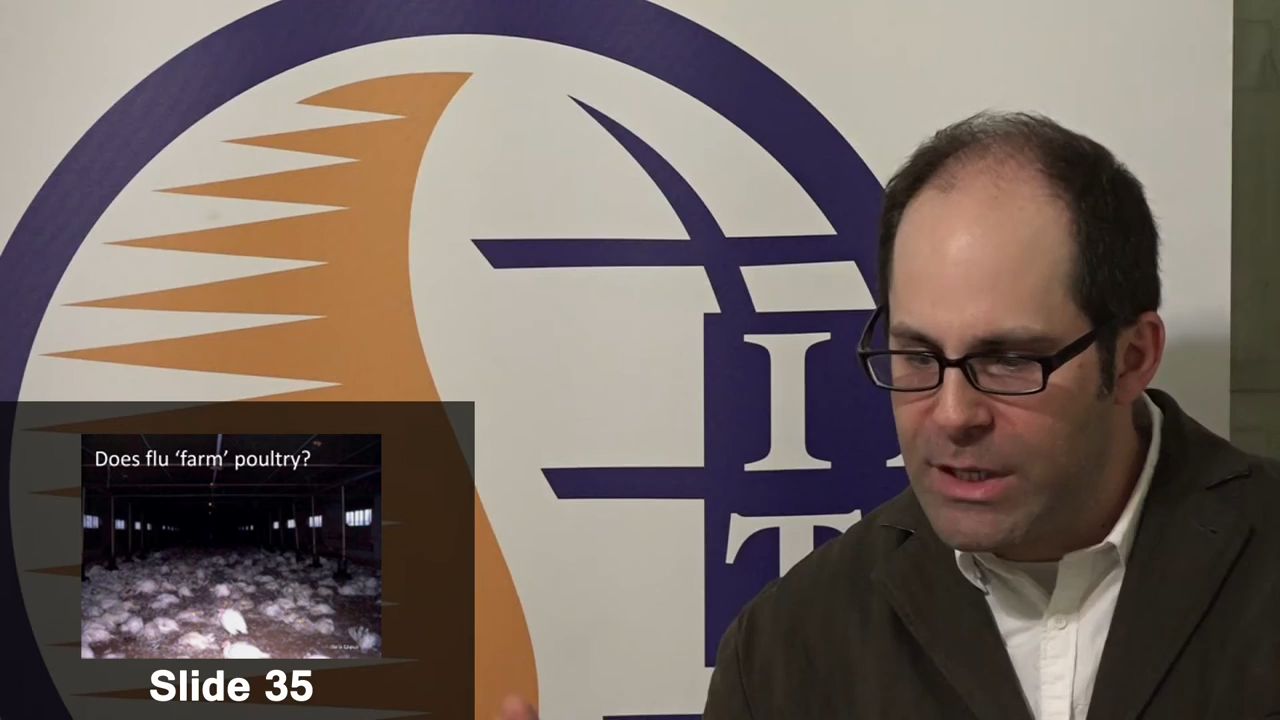 I
T
Does flu ‘farm’ poultry?
Slide 35